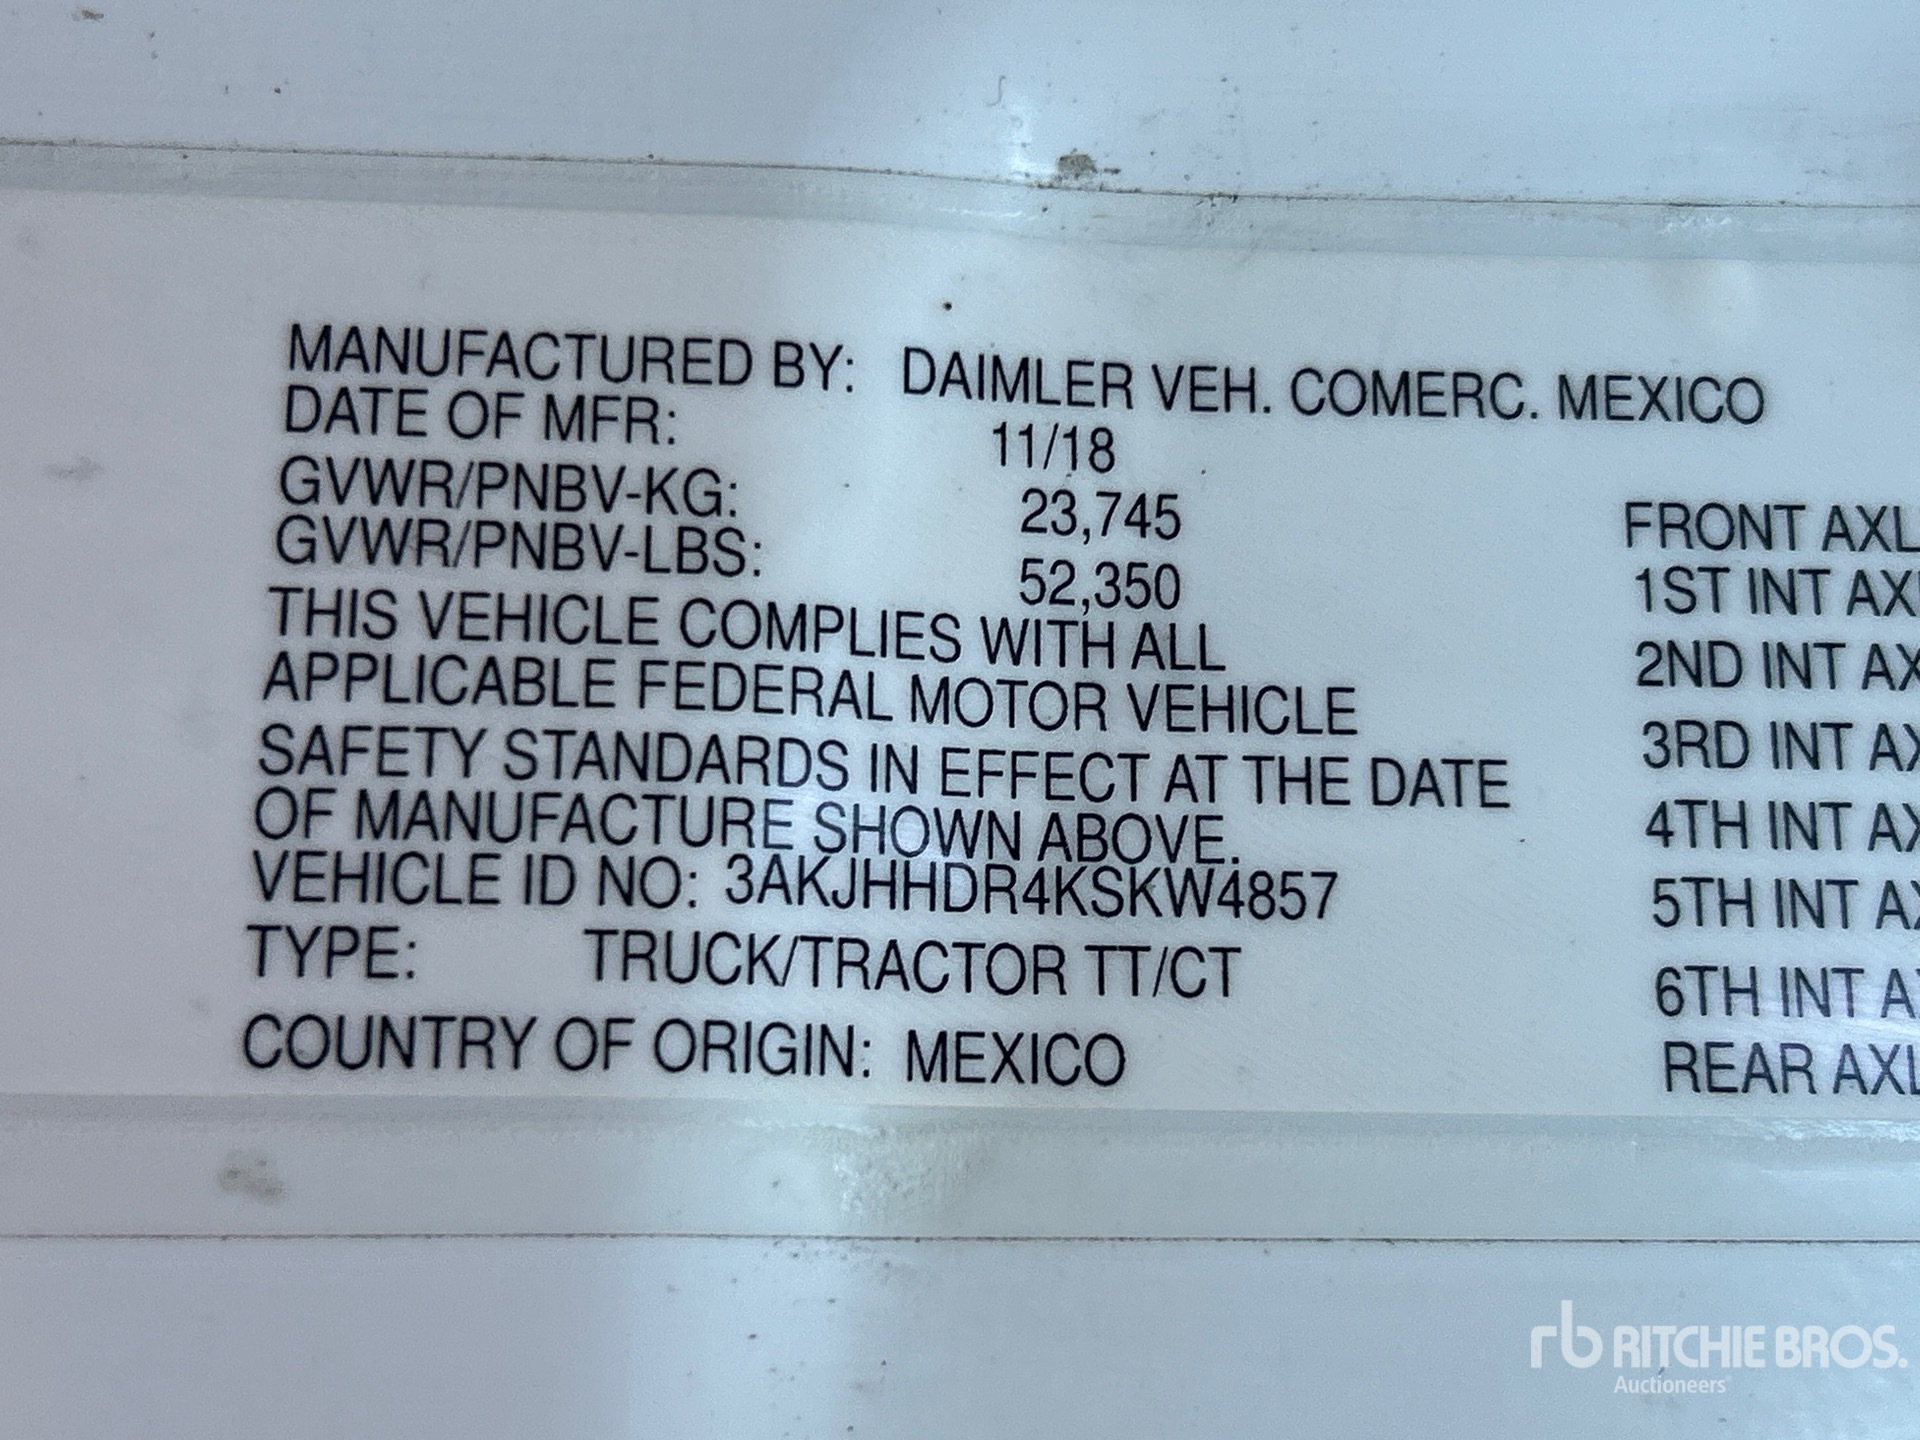 MANUFACTURED BY: DAIMLER VEH. COMERC. MEXICO
DATE OF MFR: 11/18
GVWR/PNBV-KG: 23,745
GVWR/PNBV-LBS: 52,350
THIS VEHICLE COMPLIES WITH ALL
APPLICABLE FEDERAL MOTOR VEHICLE
SAFETY STANDARDS IN EFFECT AT THE DATE
OF MANUFACTURE SHOWN ABOVE.
VEHICLE ID NO: 3AKJHHDR4KSKW4857
TYPE: TRUCK/TRACTOR TT/CT
COUNTRY OF ORIGIN: MEXICO
FRONT AXL
1ST INT AX
2ND INT AX
3RD INT AX
4TH INT AX
5TH INT AX
6TH INT AX
REAR AXL
rb RITCHIE BROS.
Auctioneers